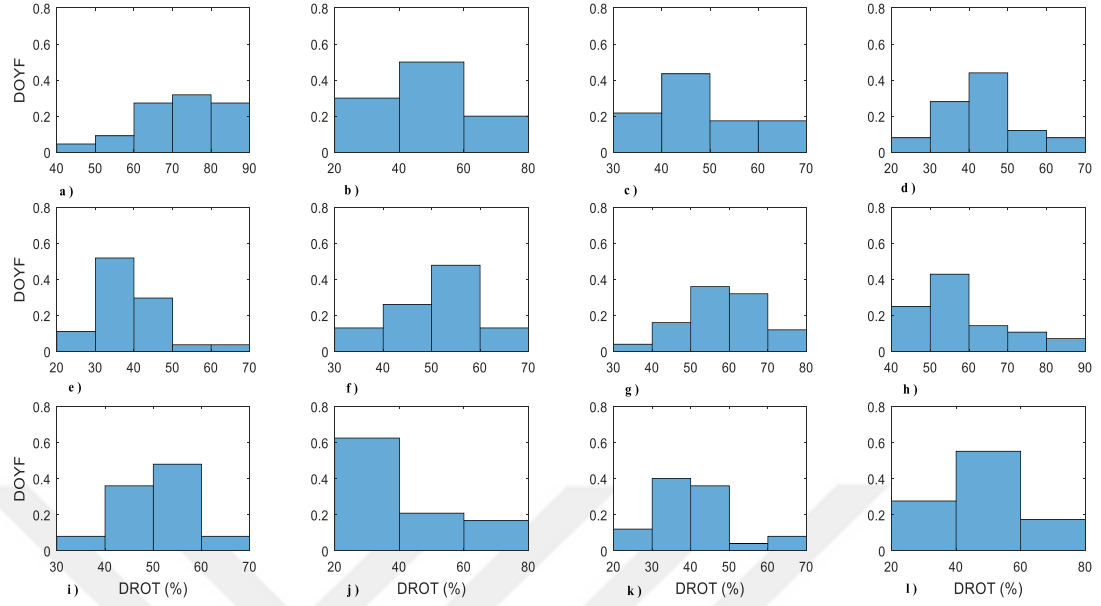 0.8 0.8 0.8 0.8
0.6 0.6 0.6 0.6
DOYF 0.4 0.4 0.4 0.4
0.2 0.2 0.2 0.2
0 0 0 0
40 50 60 70 80 90 20 40 60 80 30 40 50 60 70 20 30 40 50 60 70
a ) b ) c ) d )
0.8 0.8 0.8 0.8
0.6 0.6 0.6 0.6
DOYF 0.4 0.4 0.4 0.4
0.2 0.2 0.2 0.2
0 0 0 0
20 30 40 50 60 70 30 40 50 60 70 30 40 50 60 70 80 40 50 60 70 80 90
e ) f ) g ) h )
0.8 0.8 0.8 0.8
0.6 0.6 0.6 0.6
DOYF 0.4 0.4 0.4 0.4
0.2 0.2 0.2 0.2
0 0 0 0
30 40 50 60 70 20 40 60 80 20 30 40 50 60 70 20 40 60 80
i ) DROT (%) j ) DROT (%) k ) DROT (%) l ) DROT (%)